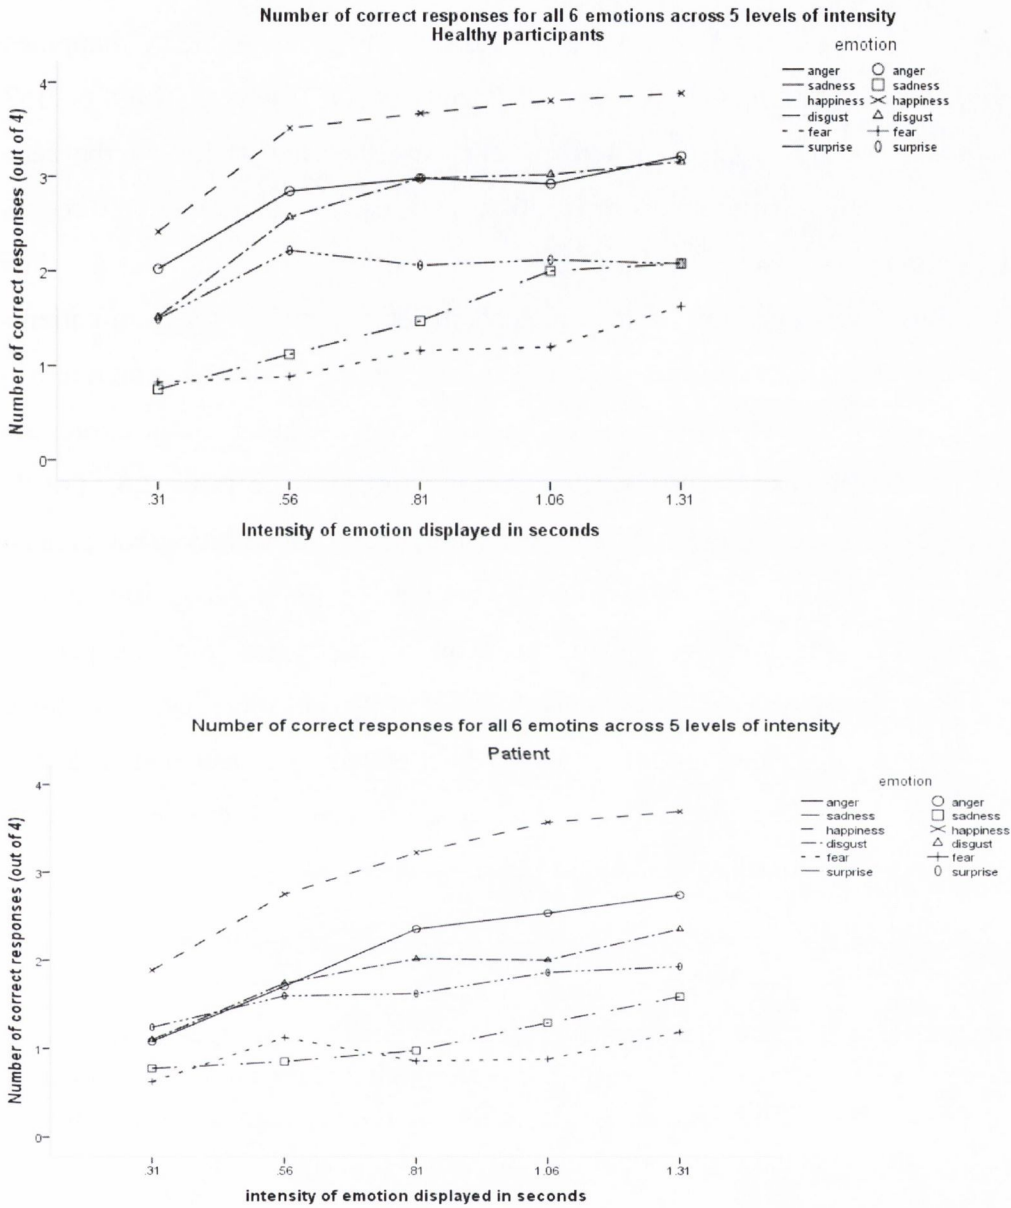 Number of correct responses for all 6 emotions across 5 levels of intensity
Healthy participants
emotion
anger anger
sadness sadness
happiness happiness
disgust disgust
fear fear
surprise surprise
Number of correct responses (out of 4)
4
3
2
1
0
.31 .56 .81 1.06 1.31
Intensity of emotion displayed in seconds
Number of correct responses for all 6 emotins across 5 levels of intensity
Patient
emotion
anger anger
sadness sadness
happiness happiness
disgust disgust
fear fear
surprise surprise
Number of correct responses (out of 4)
4
3
2
1
0
.31 .56 .81 1.06 1.31
intensity of emotion displayed in seconds